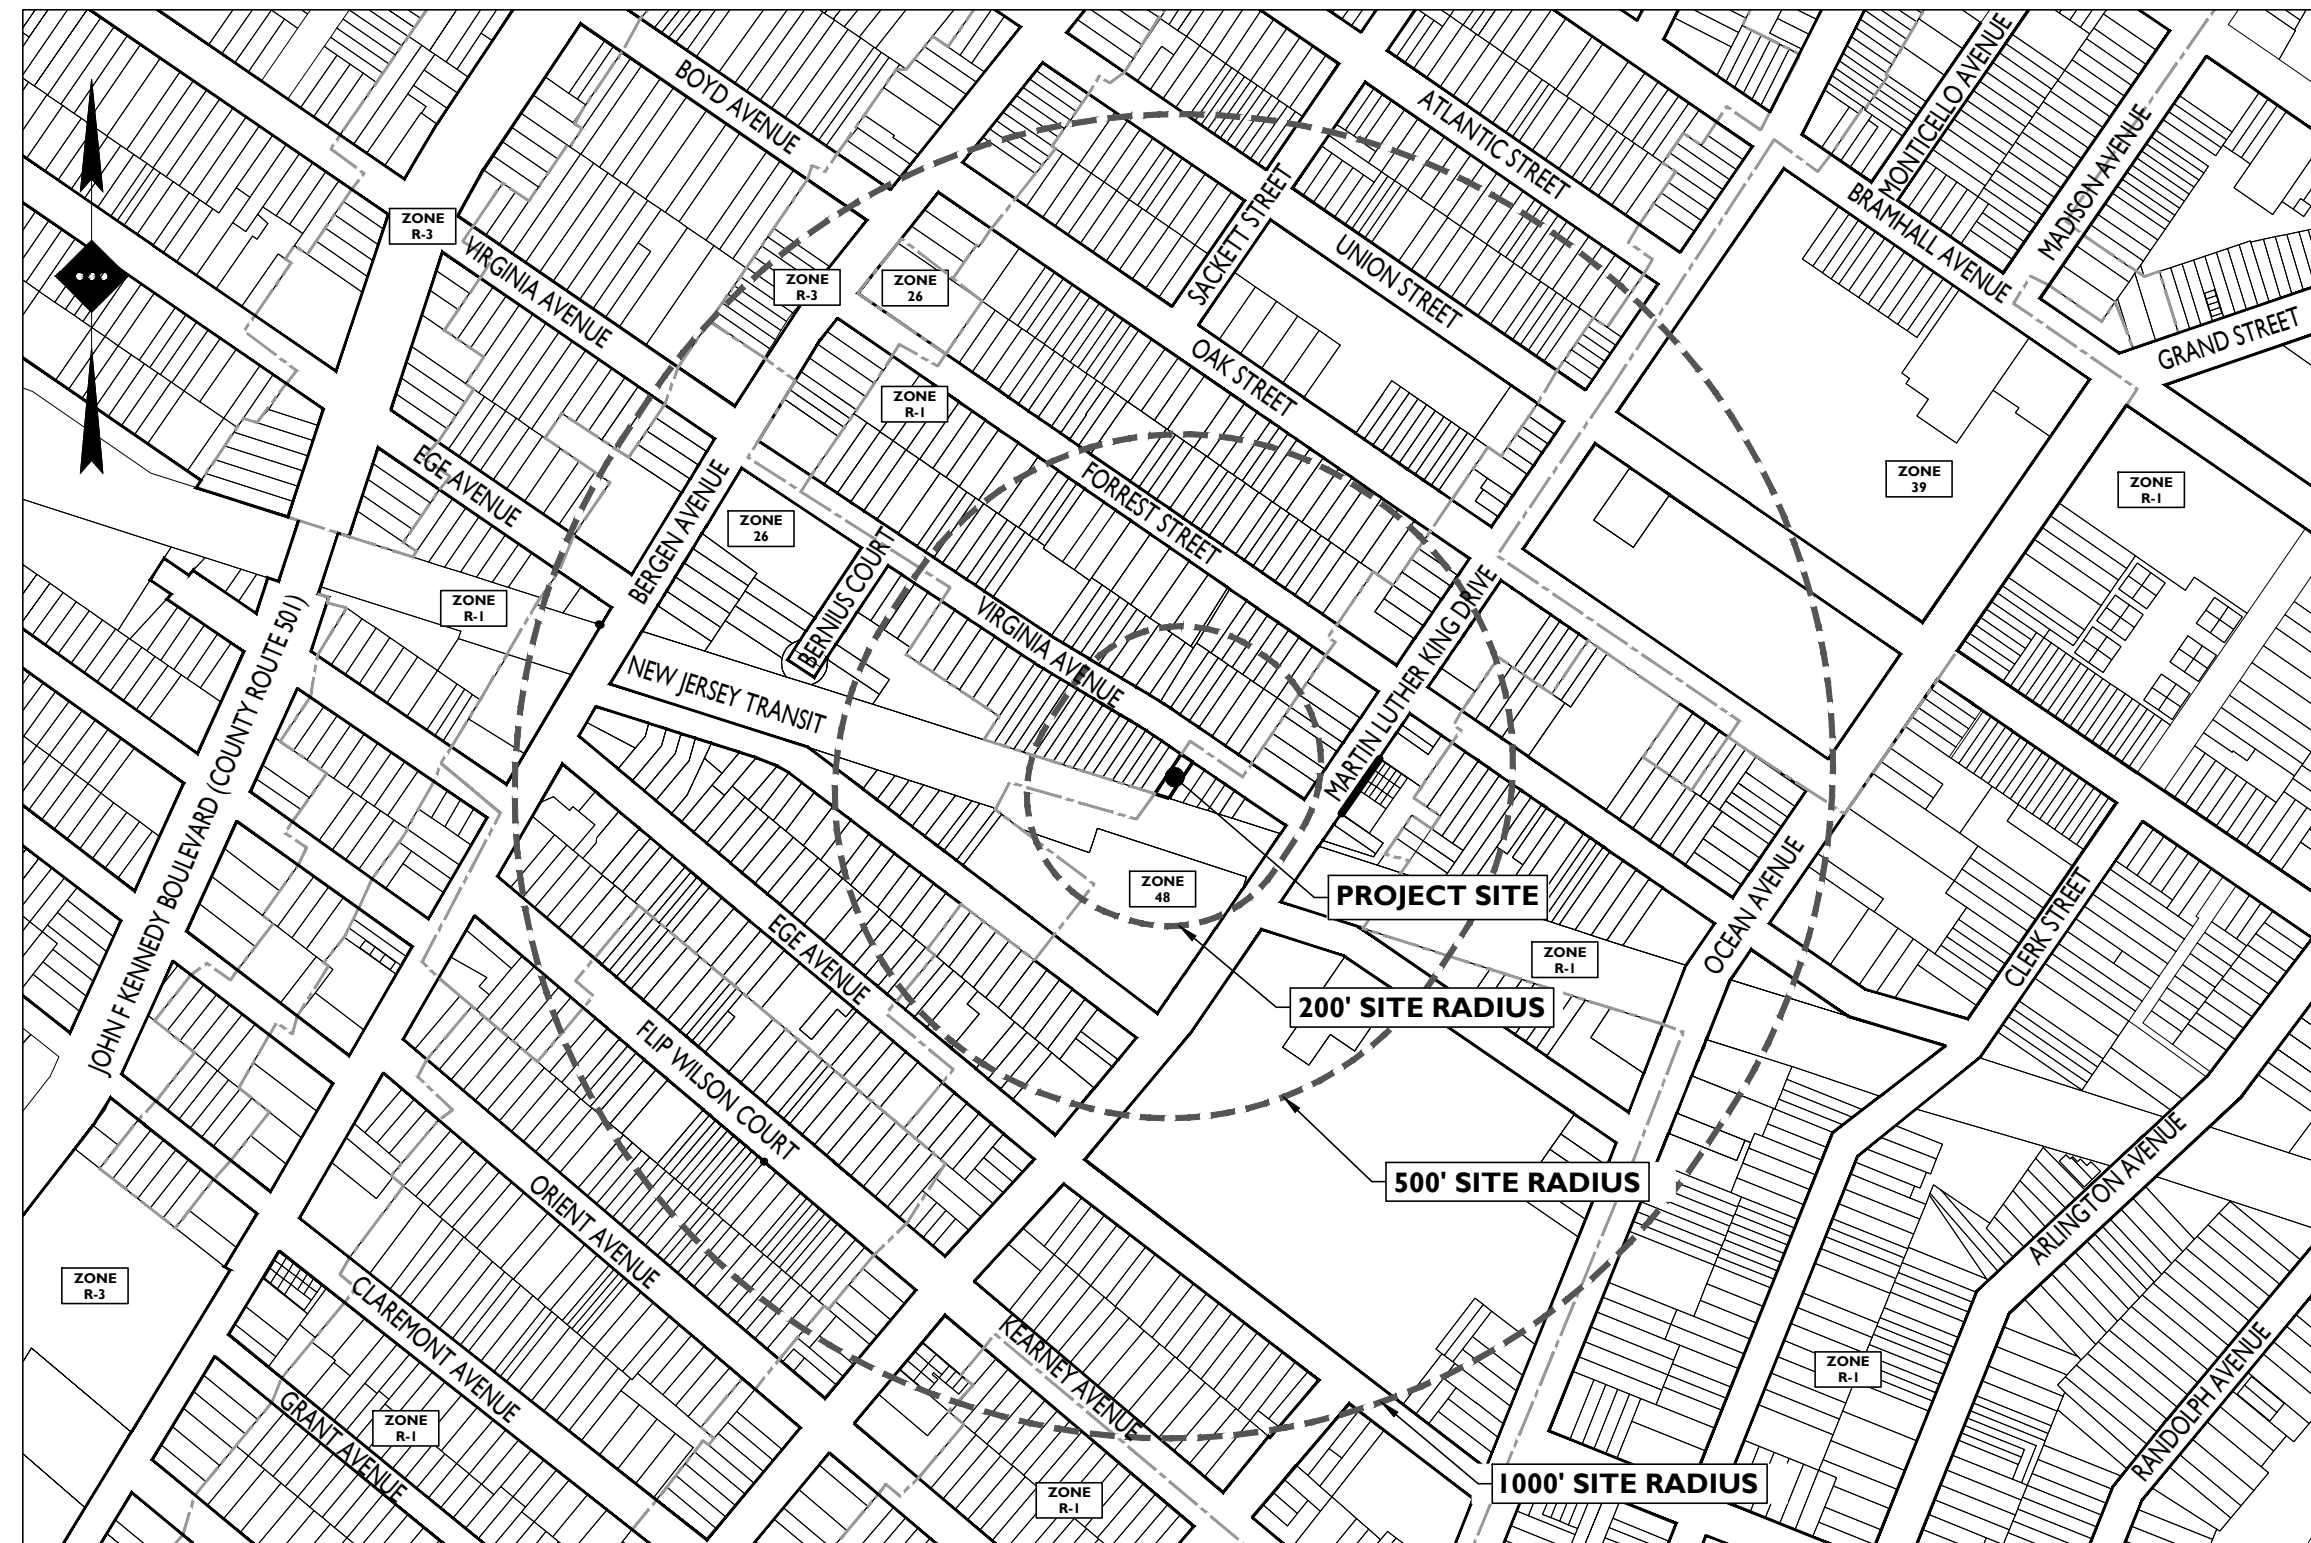 BOYD AVENUE
ATLANTIC STREET
MONTICELLO AVENUE
MADISON AVENUE
BRAMHALL AVENUE
ZONE
R-3
VIRGINIA AVENUE
ZONE
R-3
ZONE
26
SACKETT STREET
UNION STREET
GRAND STREET
OAK STREET
ZONE
R-1
EGE AVENUE
BERGEN AVENUE
FORREST STREET
ZONE
39
ZONE
R-1
ZONE
26
BERNIUS COURT
ZONE
R-1
VIRGINIA AVENUE
NEW JERSEY TRANSIT
MARTIN LUTHER KING DRIVE
JOHN F KENNEDY BOULEVARD (COUNTY ROUTE 501)
ZONE
48
PROJECT SITE
OCEAN AVENUE
CLERK STREET
EGE AVENUE
ZONE
R-1
200' SITE RADIUS
FLIP WILSON COURT
500' SITE RADIUS
ORIENT AVENUE
ARLINGTON AVENUE
ZONE
R-3
CLAREMONT AVENUE
KEARNEY AVENUE
ZONE
R-1
RANDOLPH AVENUE
GRANT AVENUE
ZONE
R-1
ZONE
R-1
1000' SITE RADIUS